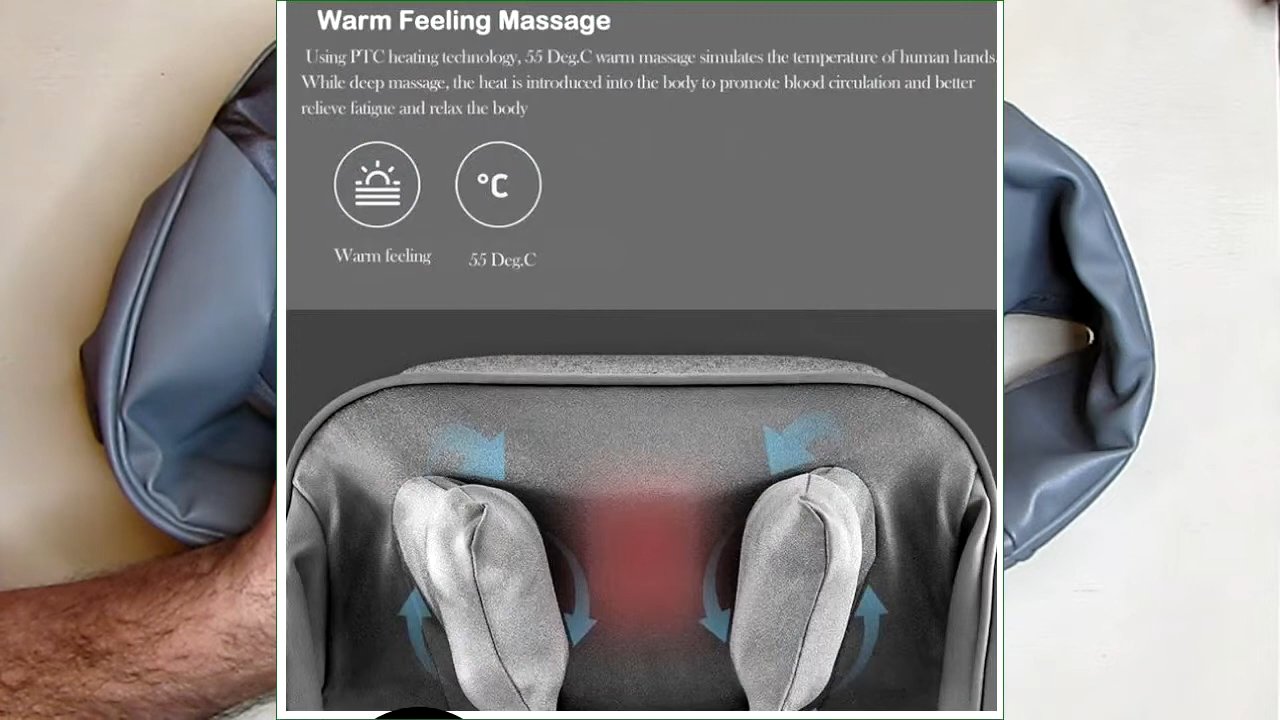 Warm Feeling Massage
Using PTC heating technology, 55 Deg.C warm massage simulates the temperature of human hands.
While deep massage, the heat is introduced into the body to promote blood circulation and better
relieve fatigue and relax the body
°C
Warm feeling
55 Deg.C